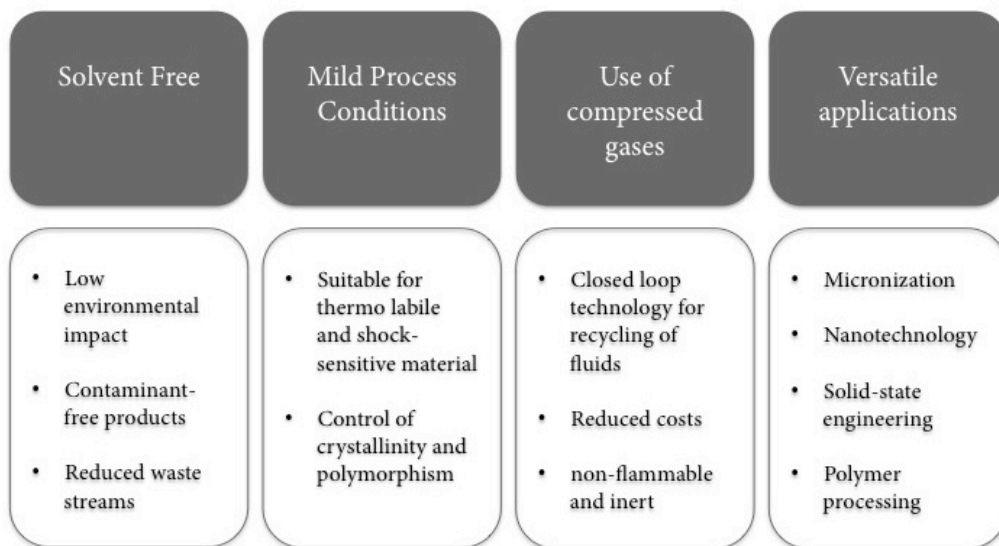 Solvent Free
Mild Process
Conditions
Use of
compressed
gases
Versatile
applications
• Low
environmental
impact
• Contaminant-
free products
• Reduced waste
streams
• Suitable for
thermo labile
and shock-
sensitive material
• Control of
crystallinity and
polymorphism
• Closed loop
technology for
recycling of
fluids
• Reduced costs
• non-flammable
and inert
• Micronization
• Nanotechnology
• Solid-state
engineering
• Polymer
processing